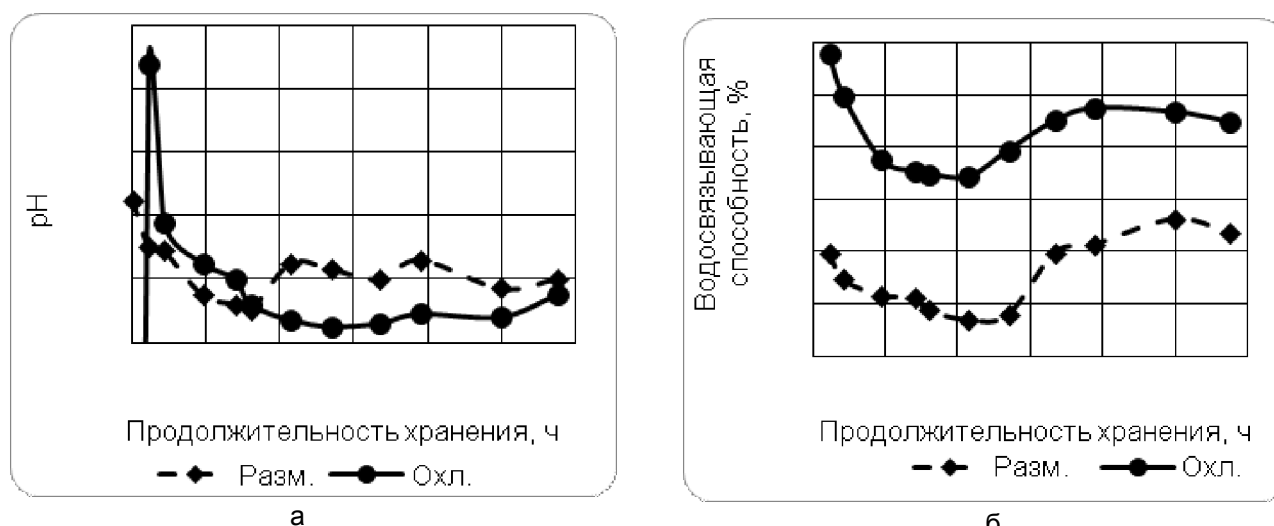 pH
Продолжительность хранения, ч
Разм. Охл.
а
Водосвязывающая
способность, %
Продолжительность хранения, ч
Разм. Охл.
б